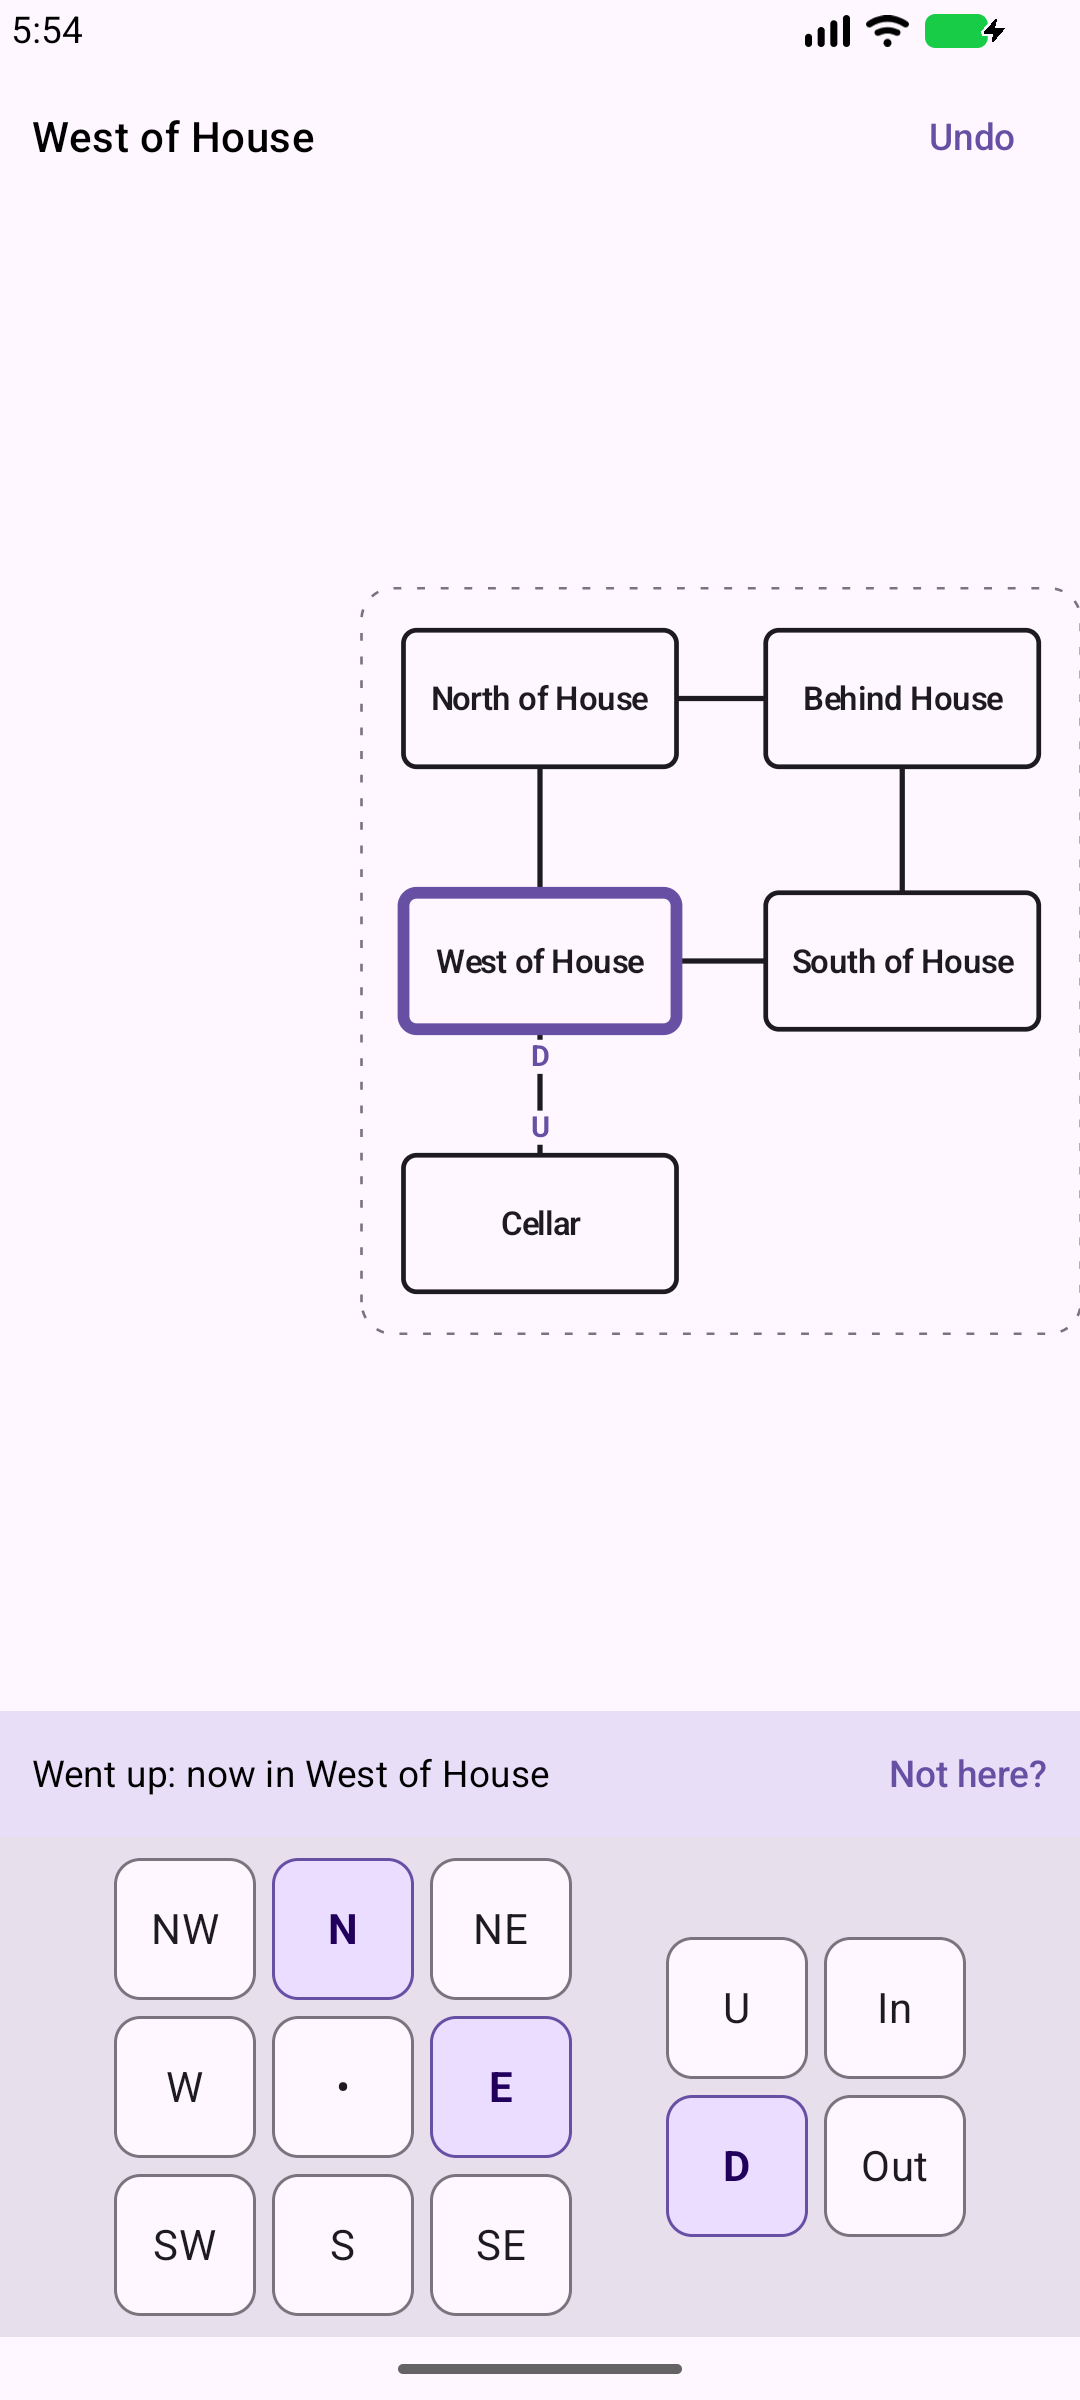 5:54
West of House
Undo
North of House
Behind House
West of House
South of House
D
U
Cellar
Went up: now in West of House
Not here?
NW
N
NE
W
•
E
SW
S
SE
U
In
D
Out